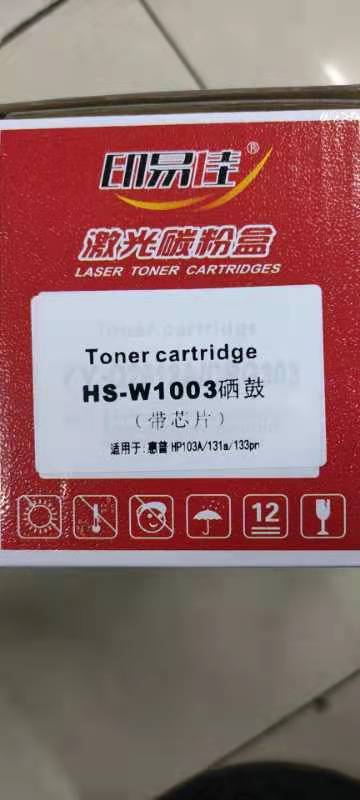 印易佳®
激光碳粉盒
LASER TONER CARTRIDGES
Toner cartridge
HS-W1003硒鼓
（带芯片）
适用于：惠普 HP103A/131a/133pn
12